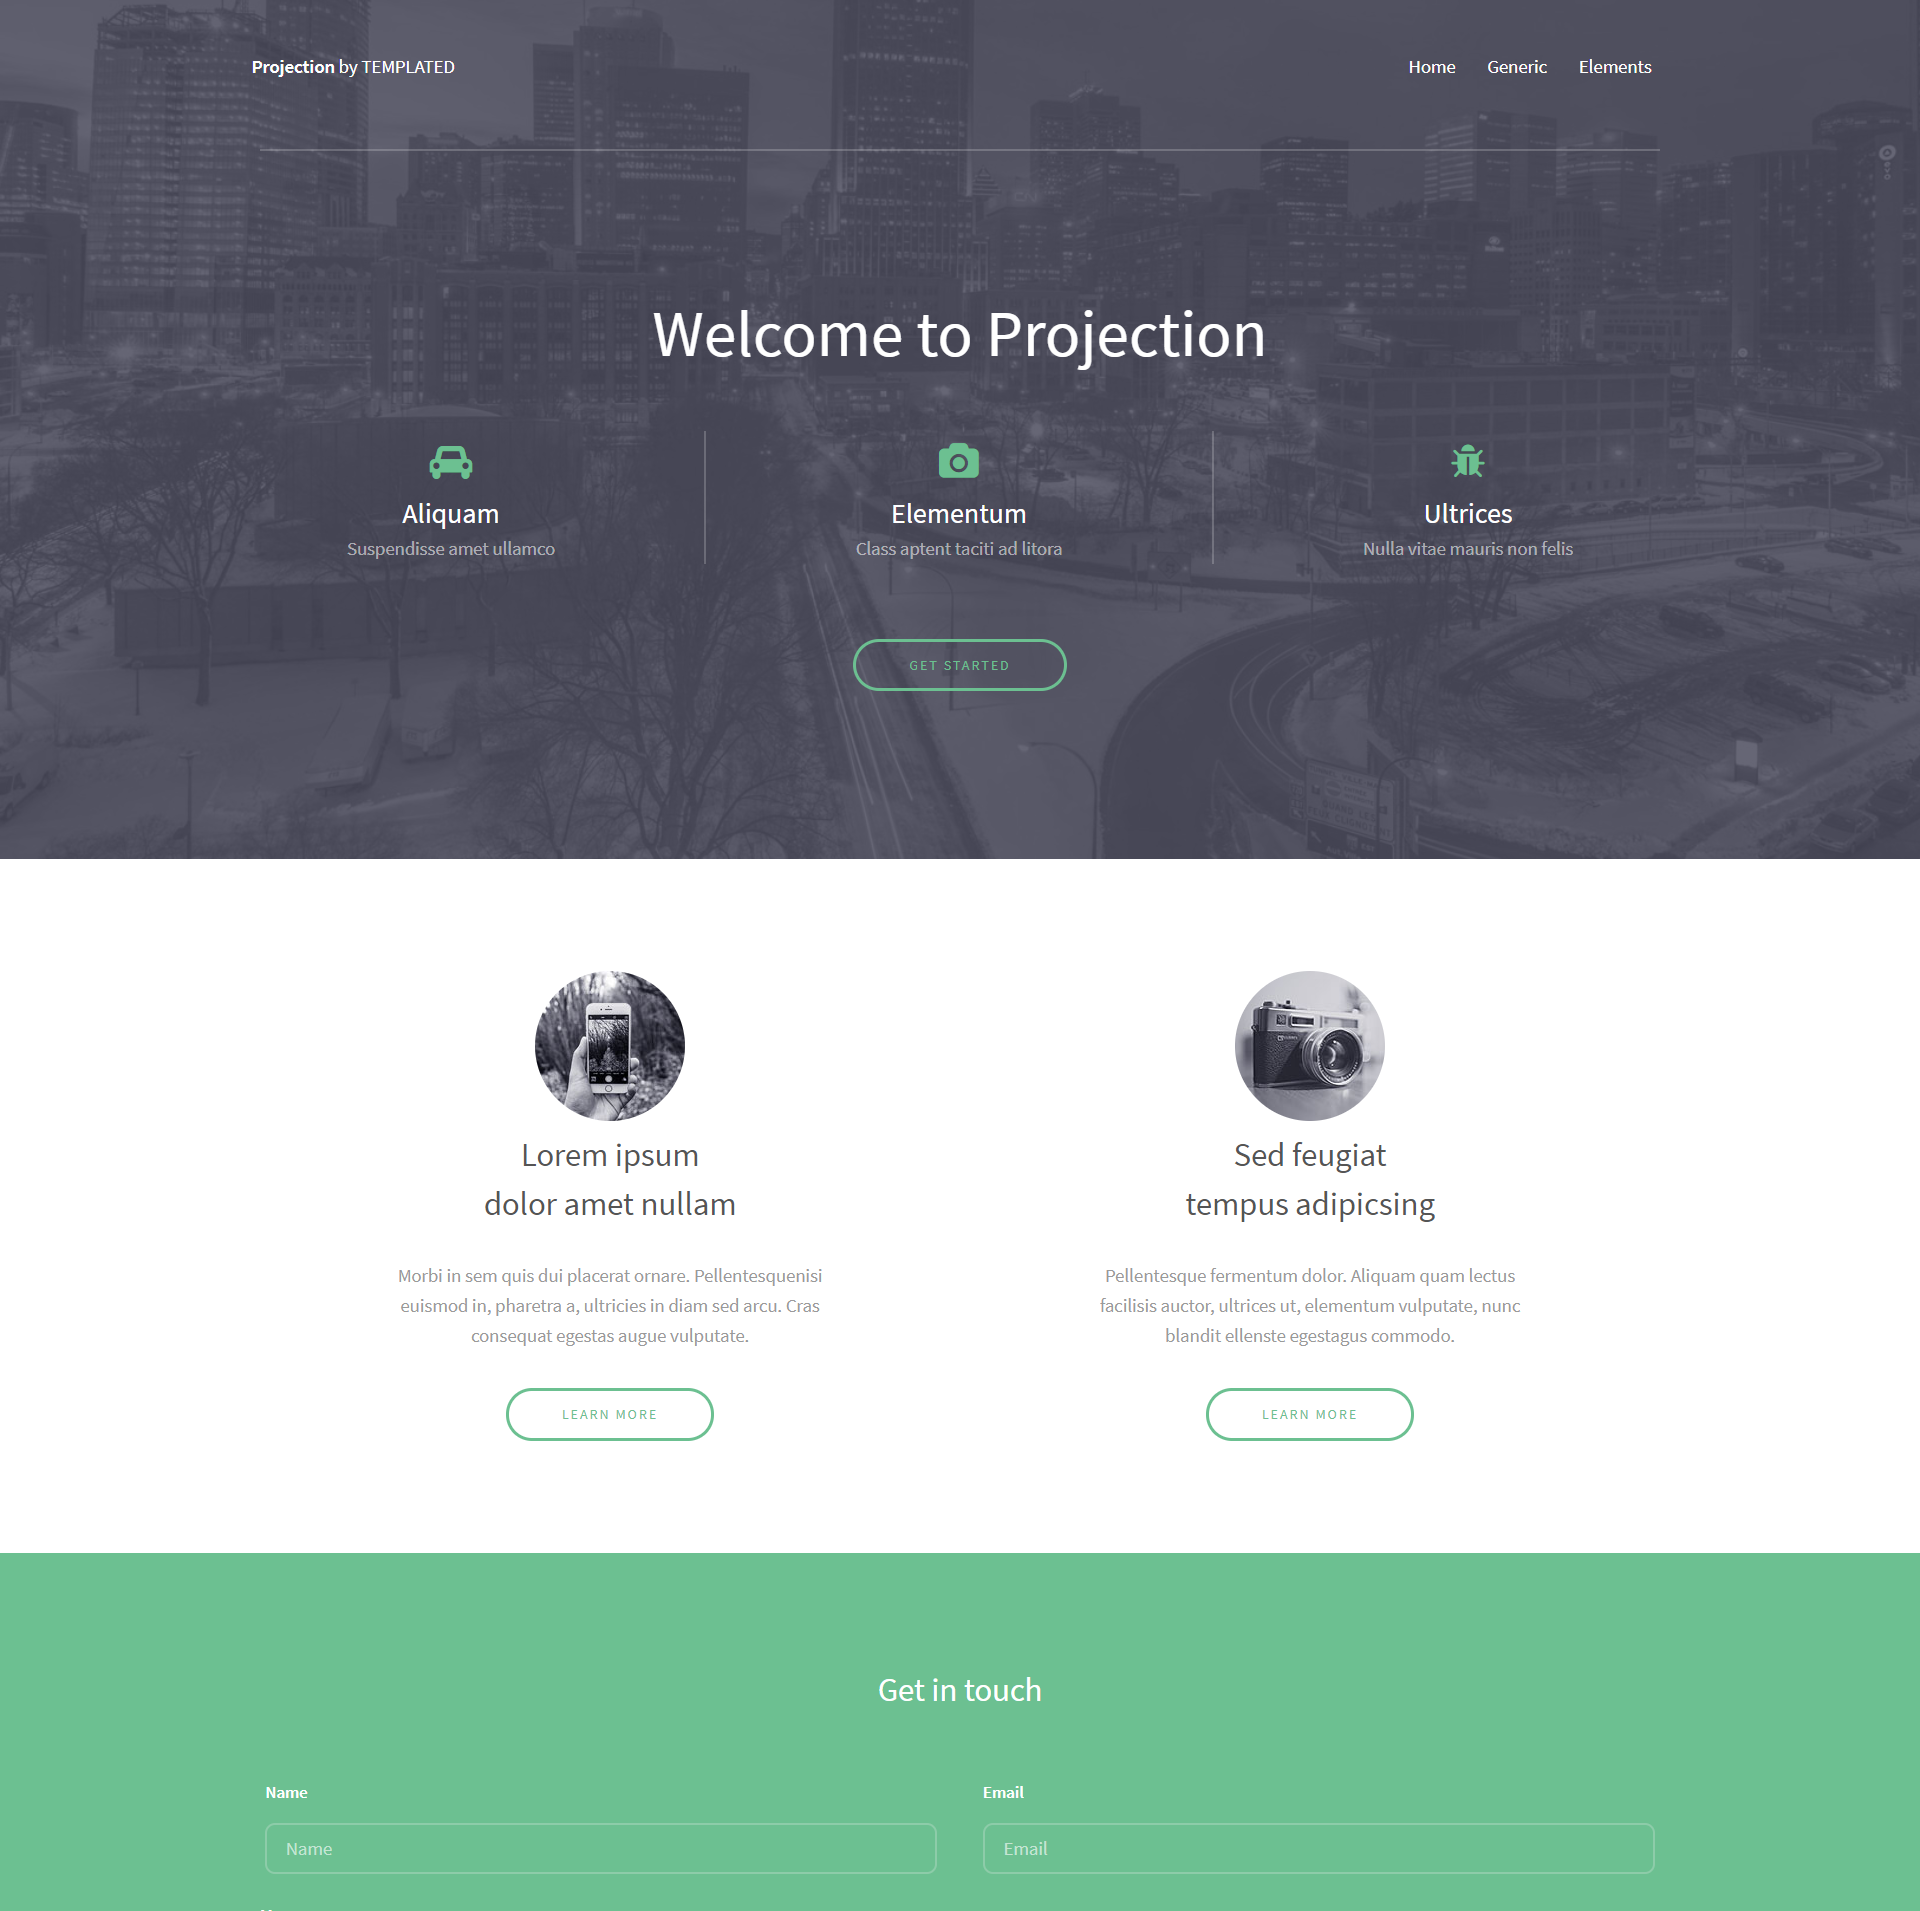 Projection by TEMPLATED
Home Generic Elements
Welcome to Projection
Aliquam
Suspendisse amet ullamco
Elementum
Class aptent taciti ad litora
Ultrices
Nulla vitae mauris non felis
GET STARTED
Lorem ipsum
dolor amet nullam
Morbi in sem quis dui placerat ornare. Pellentesquenisi
euismod in, pharetra a, ultricies in diam sed arcu. Cras
consequat egestas augue vulputate.
LEARN MORE
Sed feugiat
tempus adipicsing
Pellentesque fermentum dolor. Aliquam quam lectus
facilisis auctor, ultrices ut, elementum vulputate, nunc
blandit ellenste egestagus commodo.
LEARN MORE
Get in touch
Name
Name
Email
Email